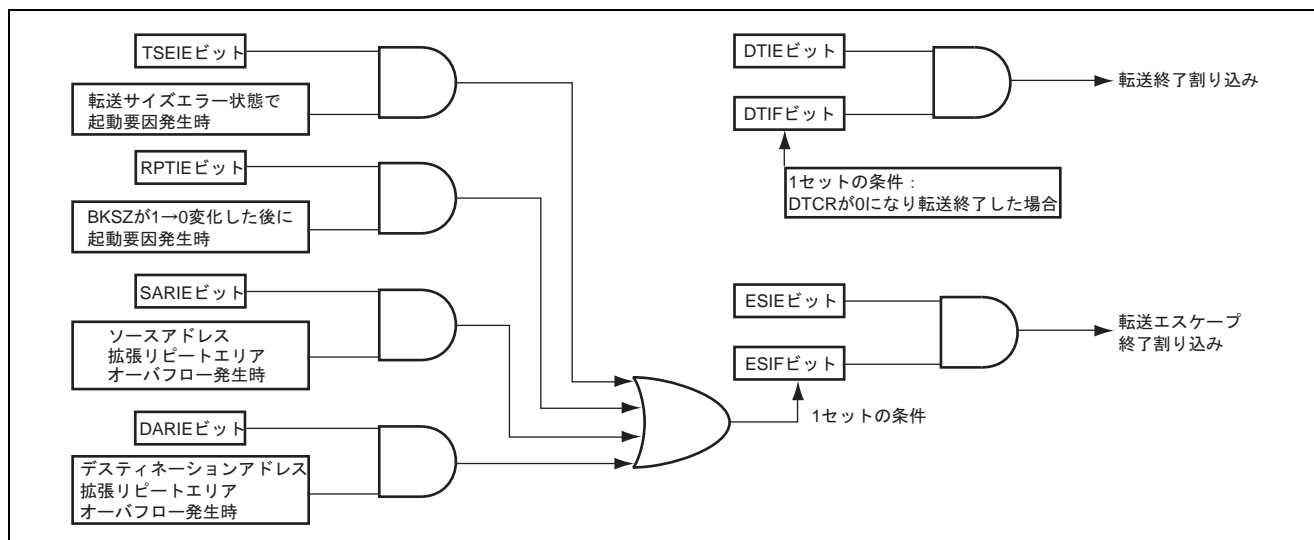 TSEIEビット
転送サイズエラー状態で
起動要因発生時
RPTIEビット
BKSZが1→0変化した後に
起動要因発生時
SARIEビット
ソースアドレス
拡張リピートエリア
オーバフロー発生時
DARIEビット
デスティネーションアドレス
拡張リピートエリア
オーバフロー発生時
DTIEビット
DTIFビット
転送終了割り込み
1セットの条件：
DTCRが0になり転送終了した場合
ESIEビット
ESIFビット
転送エスケープ
終了割り込み
1セットの条件